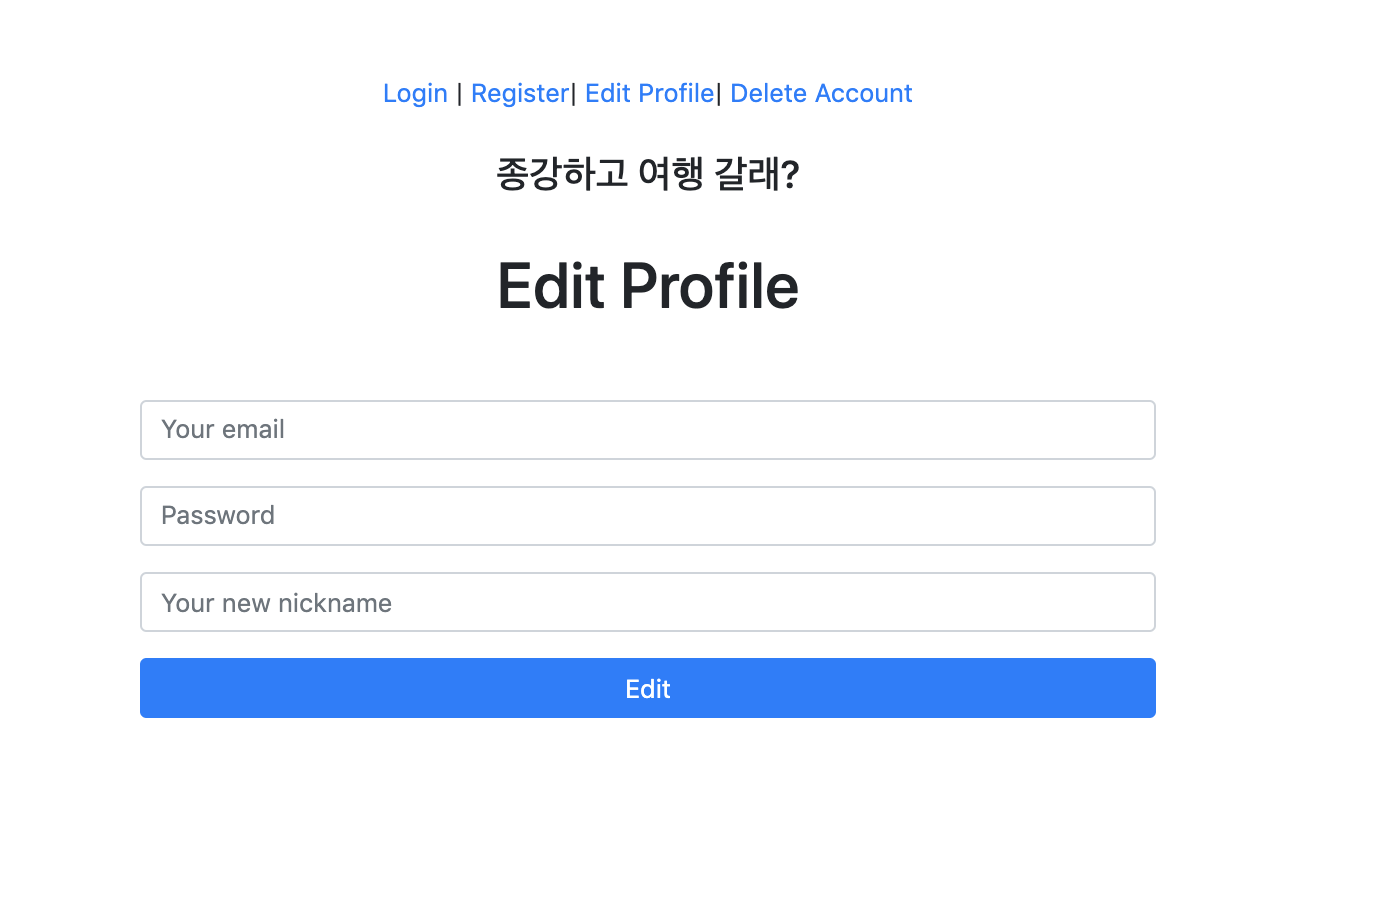 Login | Register| Edit Profile| Delete Account
종강하고 여행 갈래?
Edit Profile
Your email
Password
Your new nickname
Edit